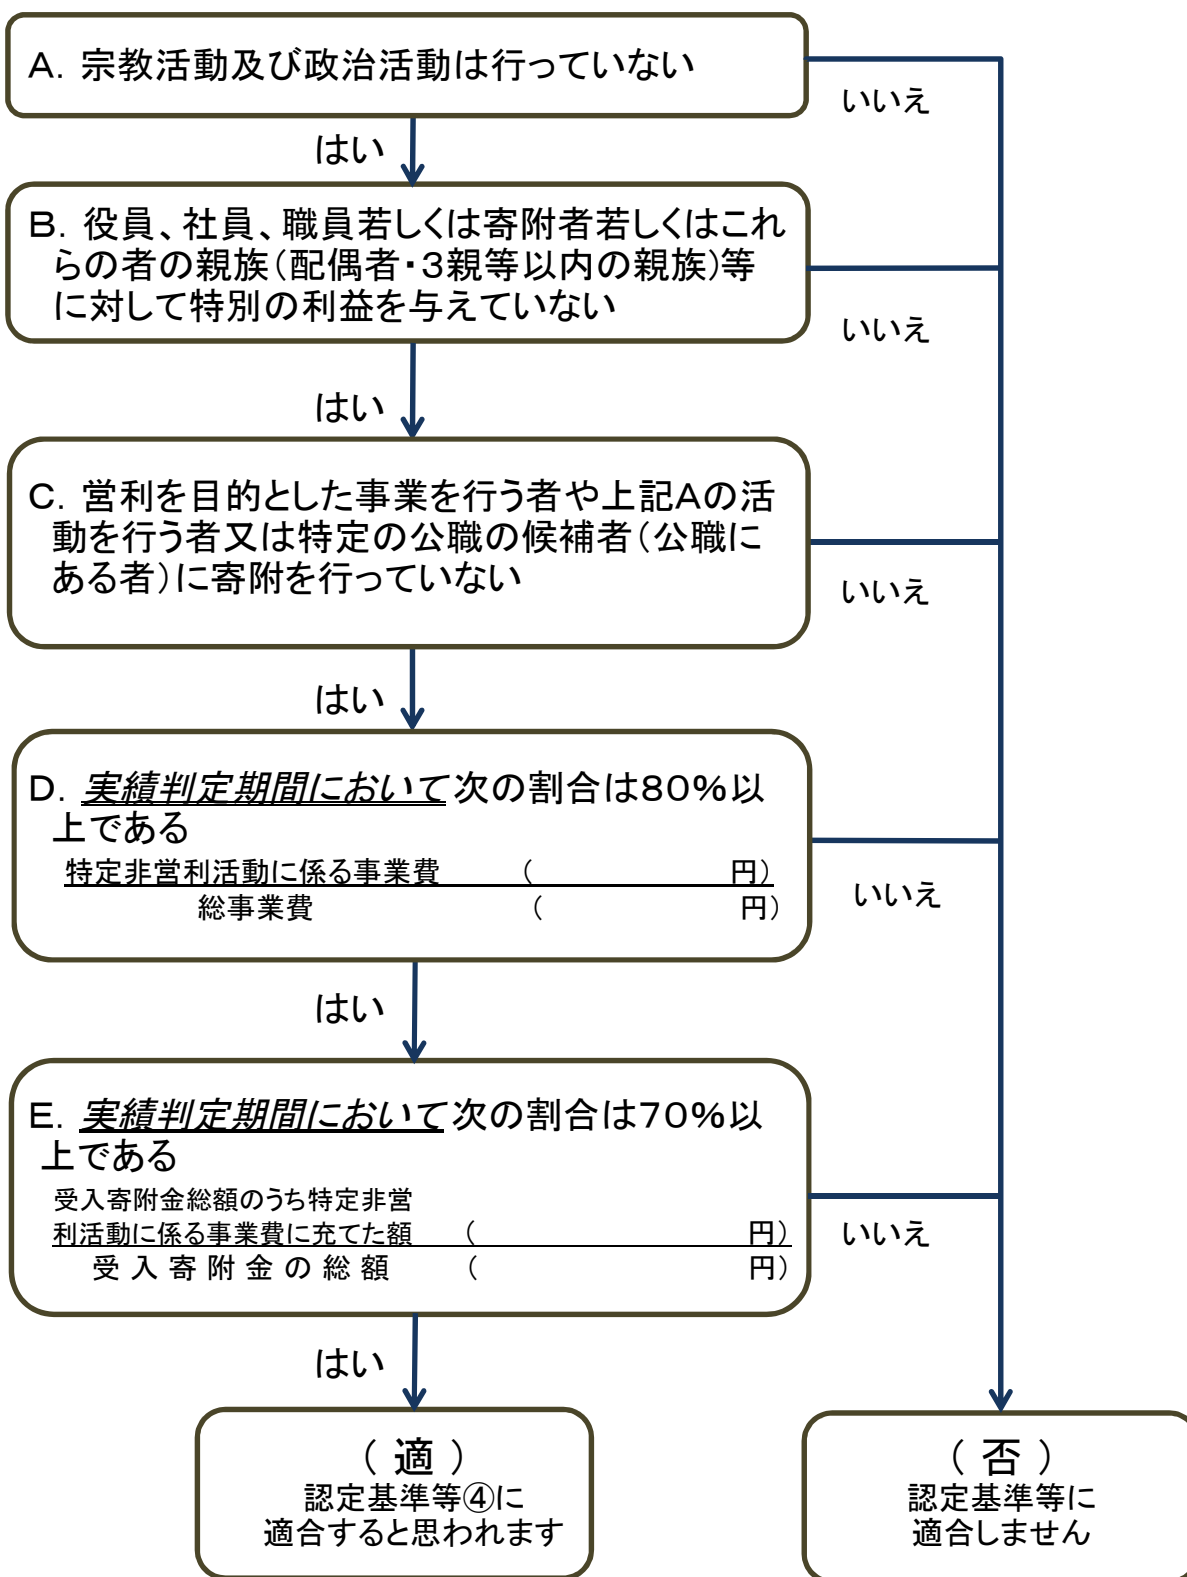 A．宗教活動及び政治活動は行っていない
いいえ
はい
B．役員、社員、職員若しくは寄附者若しくはこれ
らの者の親族（配偶者・3親等以内の親族）等
に対して特別の利益を与えていない
いいえ
はい
C．営利を目的とした事業を行う者や上記Aの活
動を行う者又は特定の公職の候補者（公職に
ある者）に寄附を行っていない
いいえ
はい
D．実績判定期間において次の割合は80％以
上である
特定非営利活動に係る事業費　（　　　　円）
総事業費　（　　　　円）
いいえ
はい
E．実績判定期間において次の割合は70％以
上である
受入寄附金総額のうち特定非営
利活動に係る事業費に充てた額　（　　　　円）
受入寄附金の総額　（　　　　円）
いいえ
はい
（適）
認定基準等④に
適合すると思われます
（否）
認定基準等に
適合しません